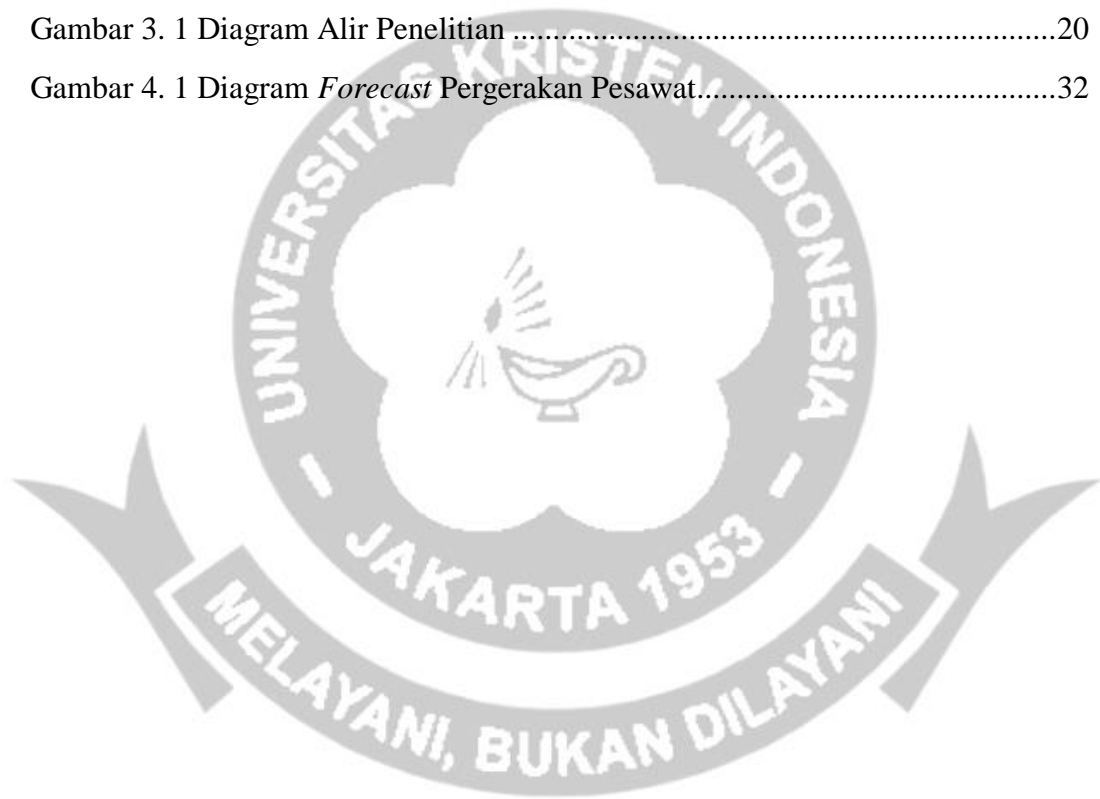 Gambar 3. 1 Diagram Alir Penelitian ....................................................................20
Gambar 4. 1 Diagram Forecast Pergerakan Pesawat.............................................32
UNIVERSITAS KRISTEN INDONESIA
- JAKARTA 1953 -
MELAYANI, BUKAN DILAYANI